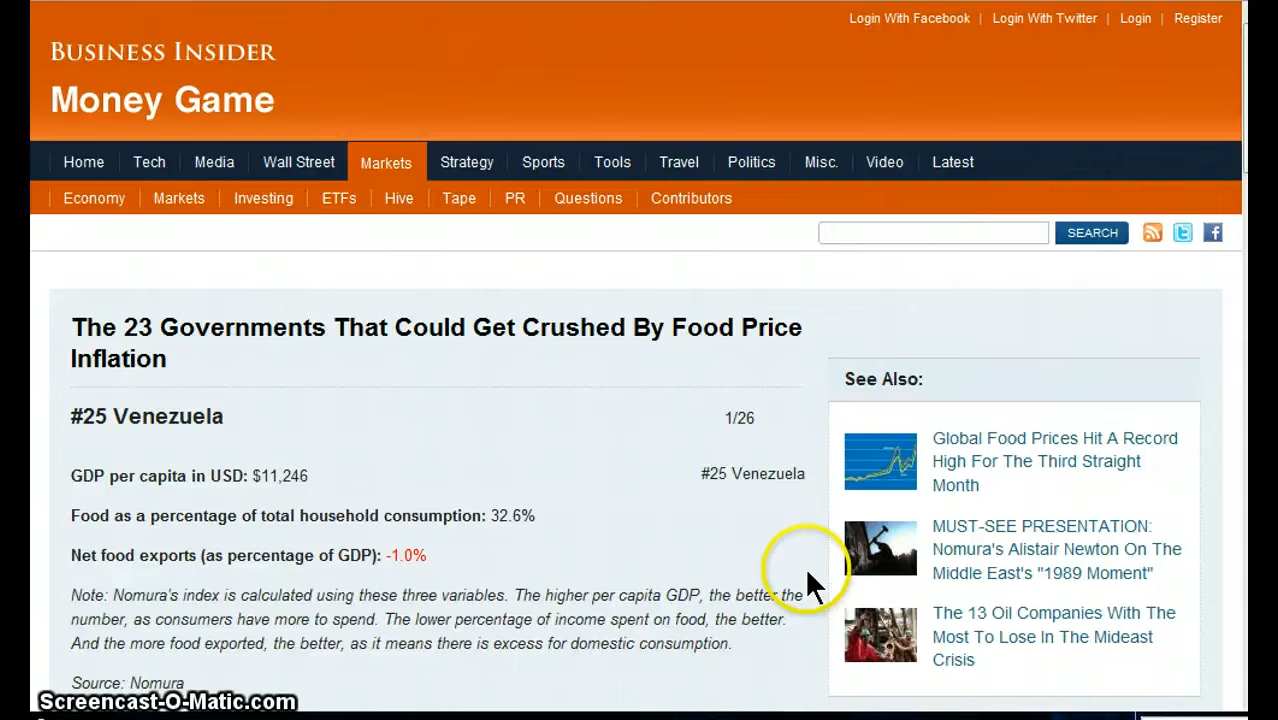 Login With Facebook | Login With Twitter | Login | Register
BUSINESS INSIDER
Money Game
Home Tech Media Wall Street Markets Strategy Sports Tools Travel Politics Misc. Video Latest
Economy Markets Investing ETFs Hive Tape PR Questions Contributors
SEARCH
The 23 Governments That Could Get Crushed By Food Price
Inflation
#25 Venezuela
1/26
GDP per capita in USD: $11,246
#25 Venezuela
Food as a percentage of total household consumption: 32.6%
Net food exports (as percentage of GDP): -1.0%
Note: Nomura's index is calculated using these three variables. The higher per capita GDP, the better the
number, as consumers have more to spend. The lower percentage of income spent on food, the better.
And the more food exported, the better, as it means there is excess for domestic consumption.
Source: Nomura
See Also:
Global Food Prices Hit A Record
High For The Third Straight
Month
MUST-SEE PRESENTATION:
Nomura's Alistair Newton On The
Middle East's "1989 Moment"
The 13 Oil Companies With The
Most To Lose In The Mideast
Crisis
Screencast-O-Matic.com